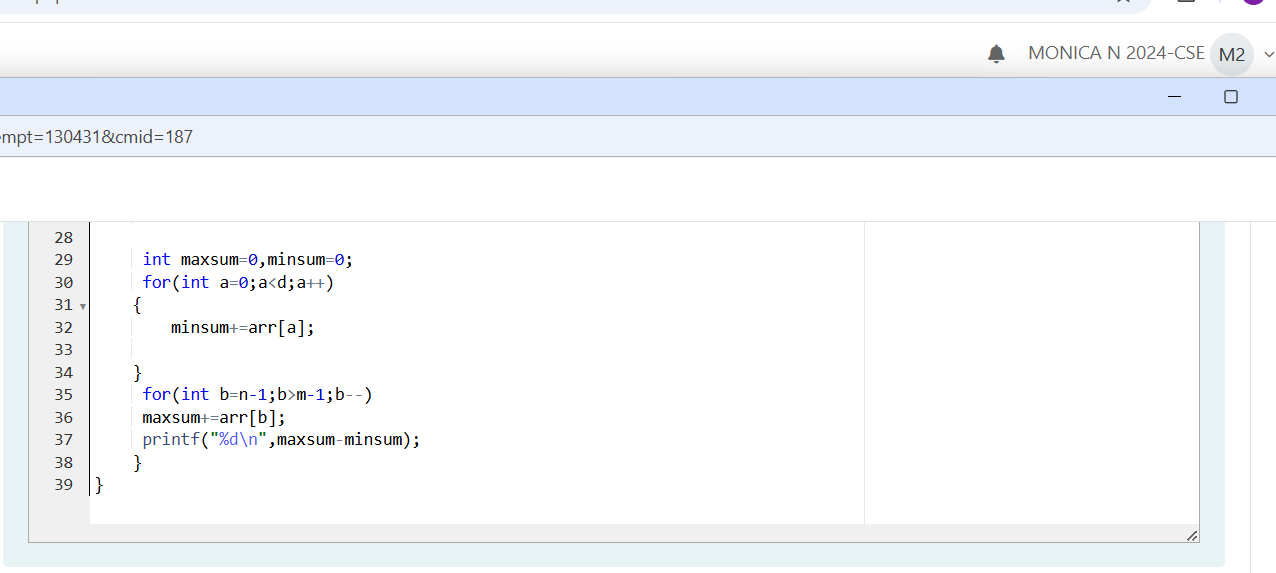 MONICA N 2024-CSE M2
empt=130431&cmid=187
28
29 int maxsum=0,minsum=0;
30 for(int a=0;a<d;a++)
31 {
32 minsum+=arr[a];
33
34 }
35 for(int b=n-1;b>m-1;b--)
36 maxsum+=arr[b];
37 printf("%d\n",maxsum-minsum);
38 }
39 }